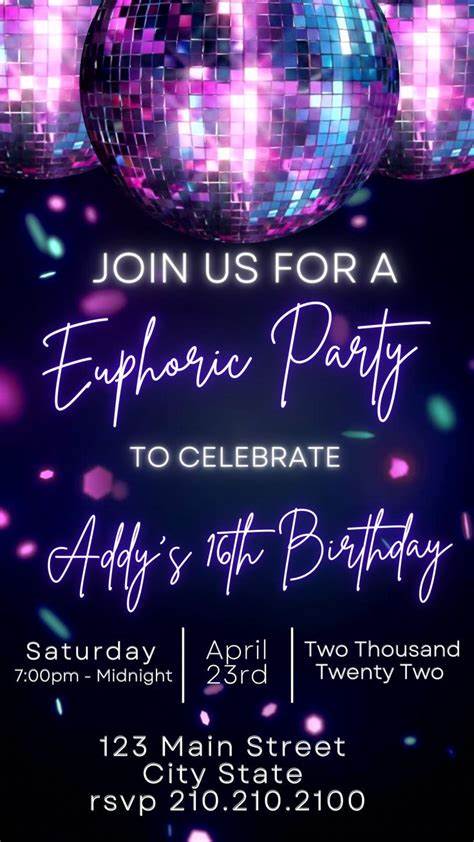 JOIN US FOR A
Euphoric Party
TO CELEBRATE
Addy's 16th Birthday
Saturday
7:00pm - Midnight
April
23rd
Two Thousand
Twenty Two
123 Main Street
City State
rsvp 210.210.2100